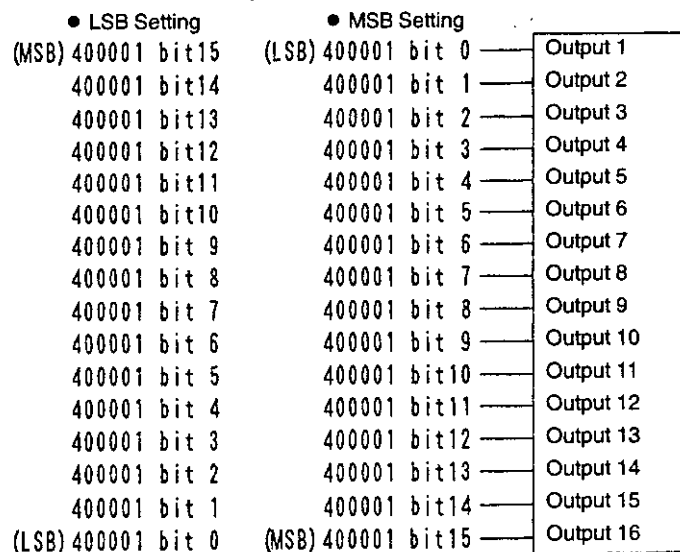 ● LSB Setting ● MSB Setting
(MSB) 400001 bit15 (LSB) 400001 bit 0 Output 1
400001 bit14 400001 bit 1 Output 2
400001 bit13 400001 bit 2 Output 3
400001 bit12 400001 bit 3 Output 4
400001 bit11 400001 bit 4 Output 5
400001 bit10 400001 bit 5 Output 6
400001 bit 9 400001 bit 6 Output 7
400001 bit 8 400001 bit 7 Output 8
400001 bit 7 400001 bit 8 Output 9
400001 bit 6 400001 bit 9 Output 10
400001 bit 5 400001 bit10 Output 11
400001 bit 4 400001 bit11 Output 12
400001 bit 3 400001 bit12 Output 13
400001 bit 2 400001 bit13 Output 14
400001 bit 1 400001 bit14 Output 15
(LSB) 400001 bit 0 (MSB) 400001 bit15 Output 16